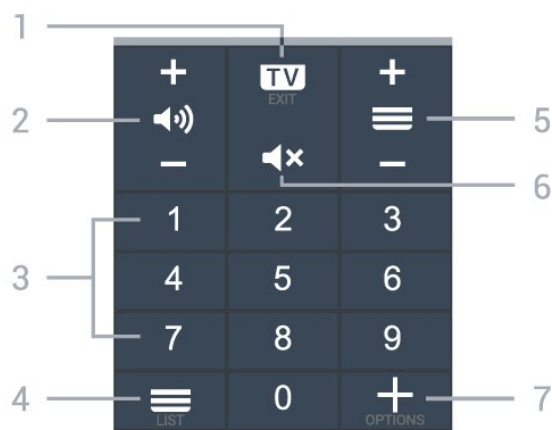 1
+ TV +
EXIT
2 5
− −
6
1 2 3
3
4 5 6
7 8 9
4 7
LIST 0 + OPTIONS